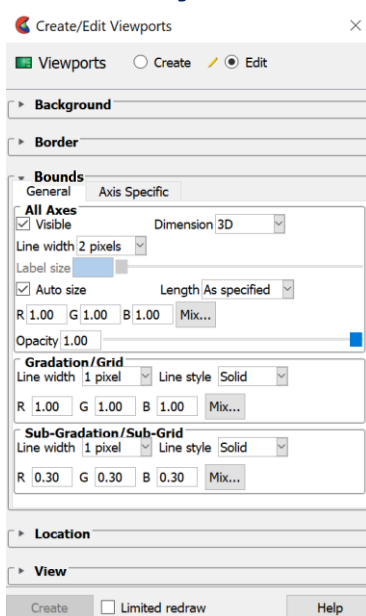 Create/Edit Viewports
Viewports Create Edit
Background
Border
Bounds
General Axis Specific
All Axes
Visible Dimension 3D
Line width 2 pixels
Label size
Auto size Length As specified
R 1.00 G 1.00 B 1.00 Mix...
Opacity 1.00
Gradation/Grid
Line width 1 pixel Line style Solid
R 1.00 G 1.00 B 1.00 Mix...
Sub-Gradation/Sub-Grid
Line width 1 pixel Line style Solid
R 0.30 G 0.30 B 0.30 Mix...
Location
View
Create Limited redraw Help